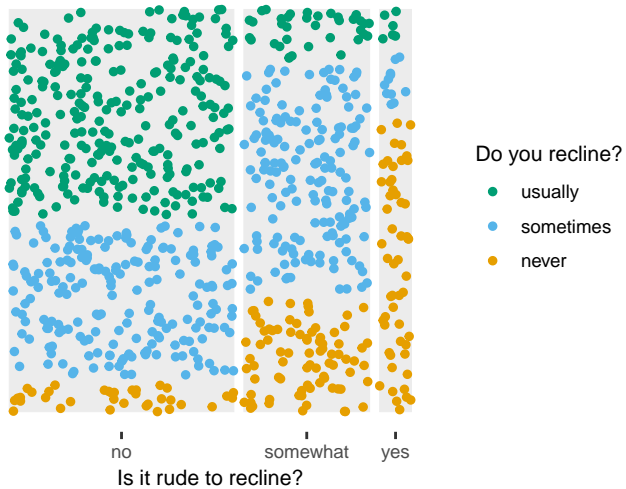 Do you recline?
usually
sometimes
never
no somewhat yes
Is it rude to recline?